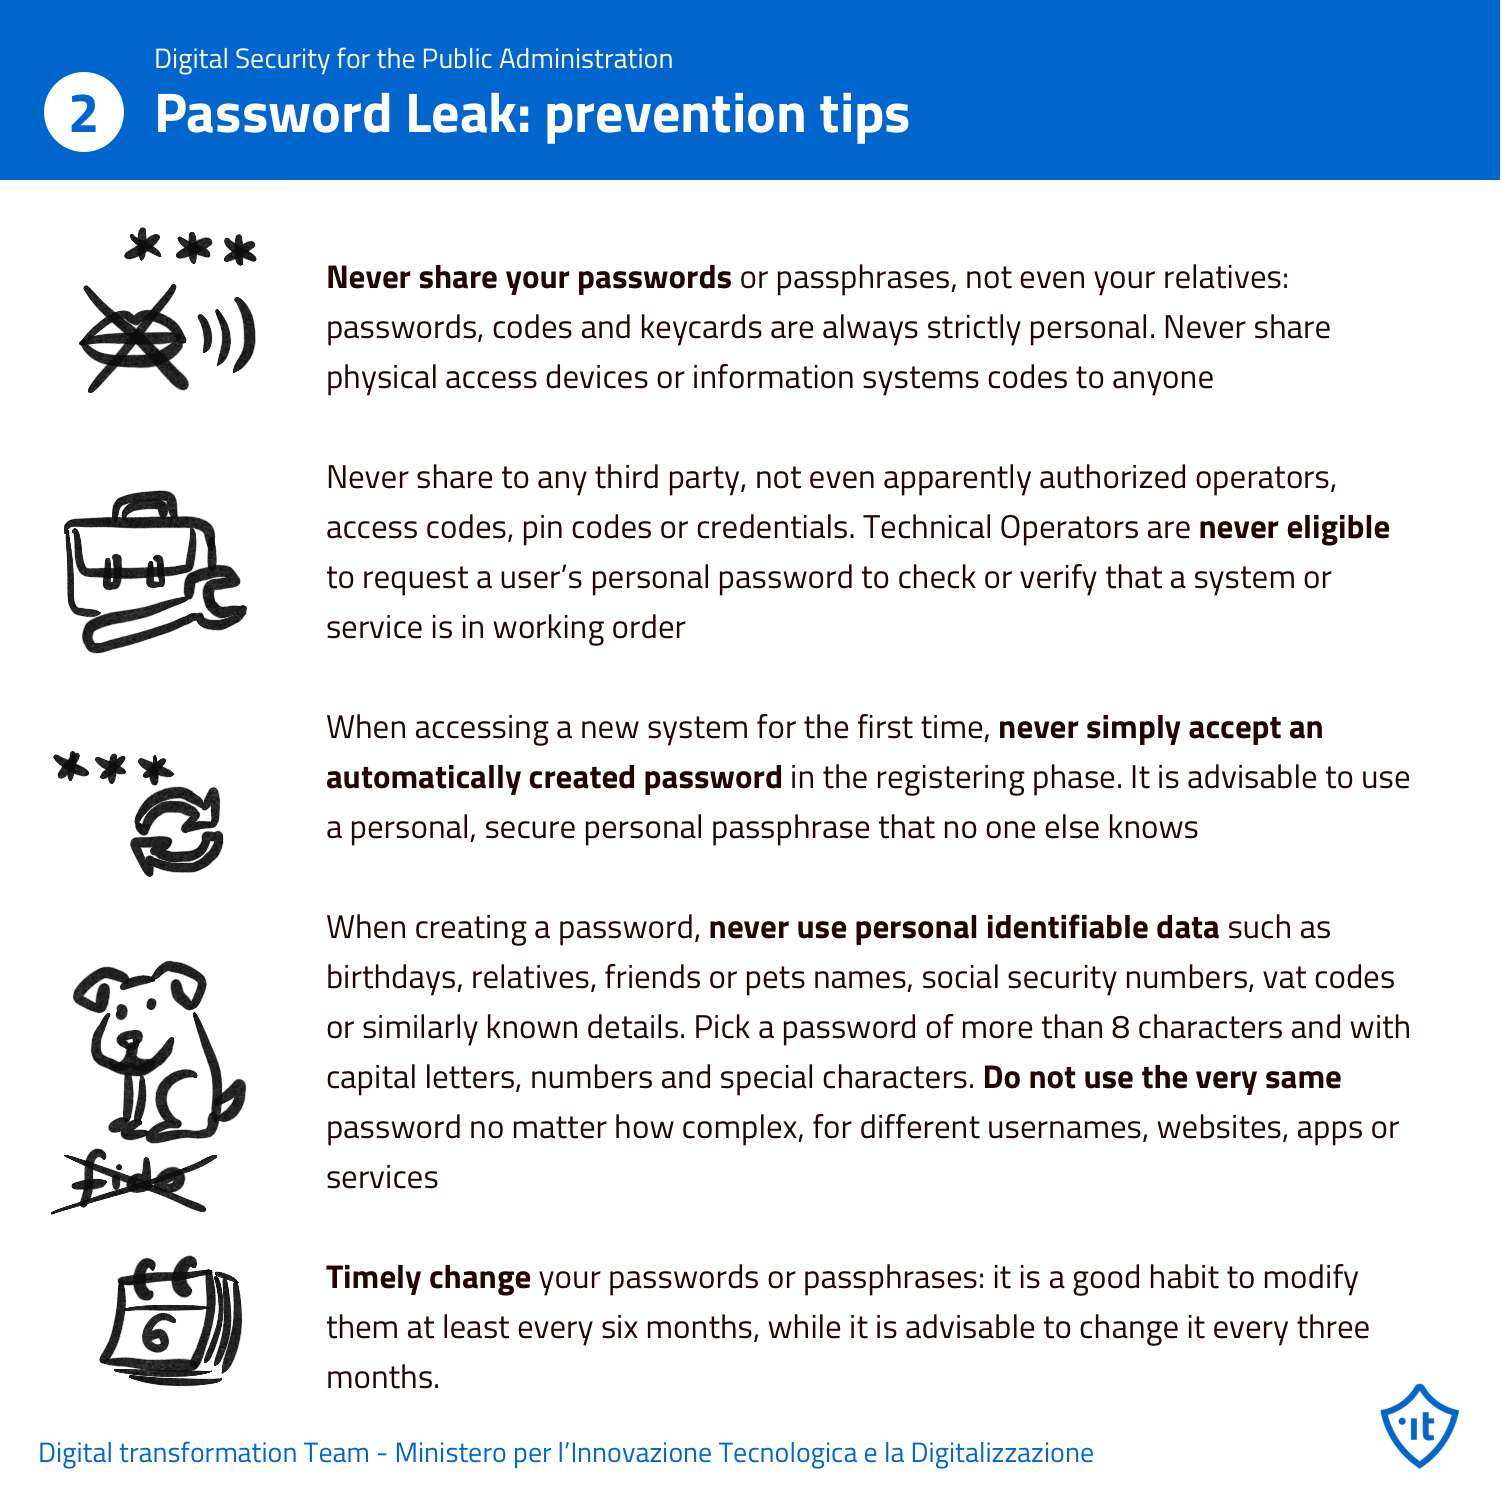 Digital Security for the Public Administration
2
Password Leak: prevention tips
* * *
Never share your passwords or passphrases, not even your relatives:
passwords, codes and keycards are always strictly personal. Never share
physical access devices or information systems codes to anyone
Never share to any third party, not even apparently authorized operators,
access codes, pin codes or credentials. Technical Operators are never eligible
to request a user’s personal password to check or verify that a system or
service is in working order
* * *
When accessing a new system for the first time, never simply accept an
automatically created password in the registering phase. It is advisable to use
a personal, secure personal passphrase that no one else knows
When creating a password, never use personal identifiable data such as
birthdays, relatives, friends or pets names, social security numbers, vat codes
or similarly known details. Pick a password of more than 8 characters and with
capital letters, numbers and special characters. Do not use the very same
password no matter how complex, for different usernames, websites, apps or
services
fido
6
Timely change your passwords or passphrases: it is a good habit to modify
them at least every six months, while it is advisable to change it every three
months.
Digital transformation Team - Ministero per l’Innovazione Tecnologica e la Digitalizzazione
it